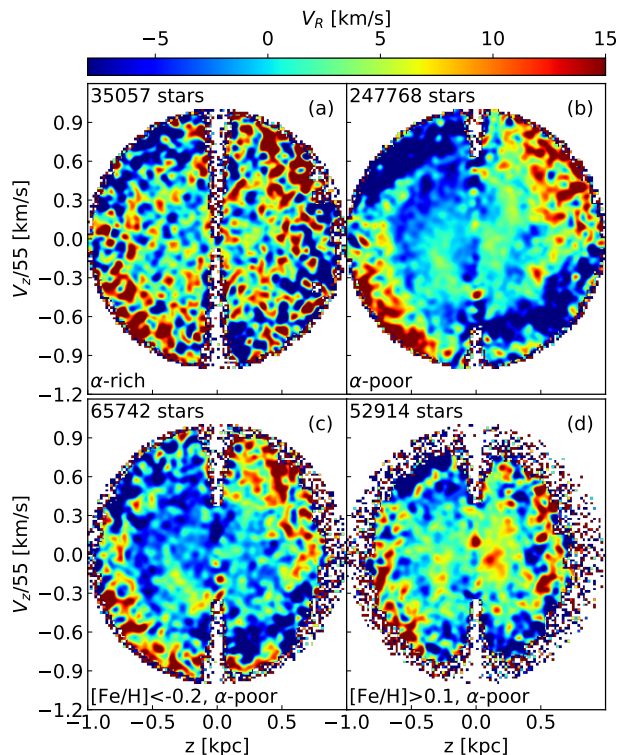 V_R [km/s]
−5 0 5 10 15
35057 stars (a)
247768 stars (b)
0.9
0.6
0.3
0.0
−0.3
−0.6
−0.9
−1.2
V_z/55 [km/s]
α-rich
α-poor
65742 stars (c)
52914 stars (d)
0.9
0.6
0.3
0.0
−0.3
−0.6
−0.9
−1.2
V_z/55 [km/s]
[Fe/H]<-0.2, α-poor
[Fe/H]>0.1, α-poor
−1.0 −0.5 0.0 0.5 −1.0 −0.5 0.0 0.5
z [kpc]
z [kpc]